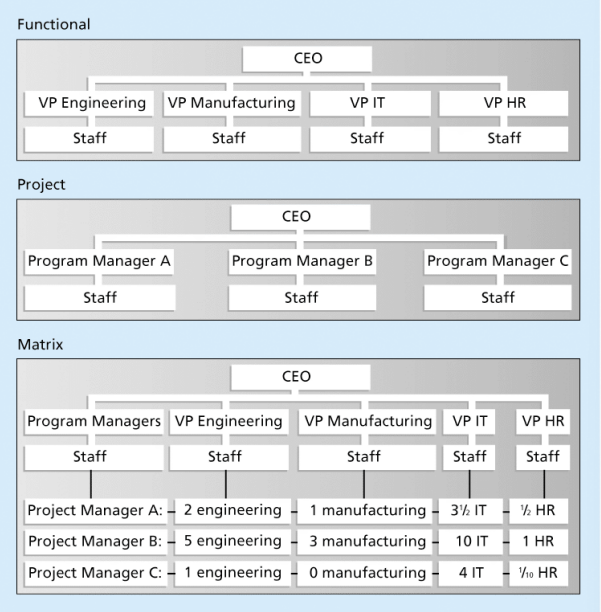 Functional
CEO
VP Engineering VP Manufacturing VP IT VP HR
Staff Staff Staff Staff
Project
CEO
Program Manager A Program Manager B Program Manager C
Staff Staff Staff
Matrix
CEO
Program Managers VP Engineering VP Manufacturing VP IT VP HR
Staff Staff Staff Staff Staff
Project Manager A: 2 engineering 1 manufacturing 3½ IT ½ HR
Project Manager B: 5 engineering 3 manufacturing 10 IT 1 HR
Project Manager C: 1 engineering 0 manufacturing 4 IT 1/10 HR